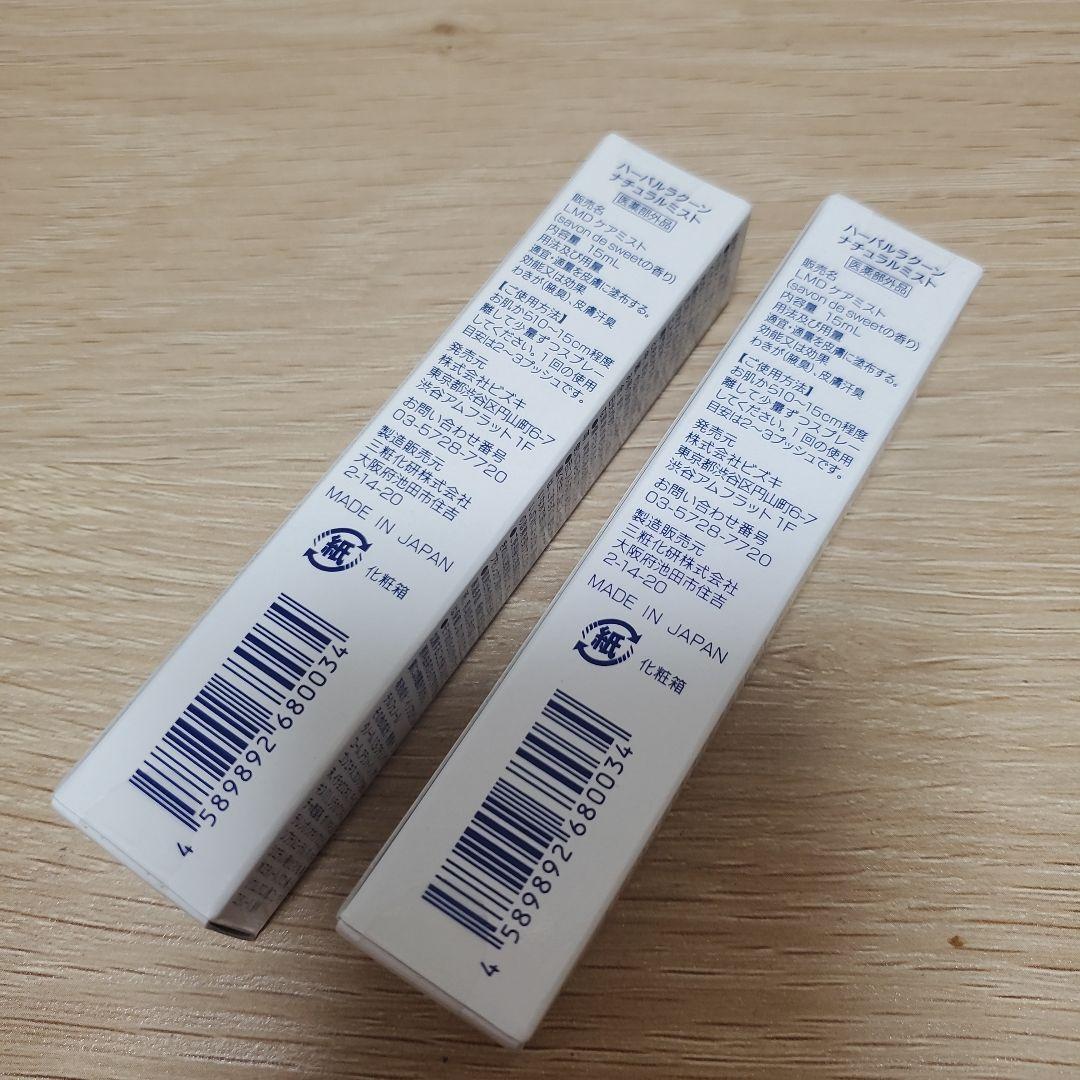 ハーバルラクーン
ナチュラルミスト
医薬部外品
販売名
LMDケアミスト
(savon de sweetの香り)
内容量 15mL
用法及び用量
適宜・適量を皮膚に塗布する。
効能又は効果
わきが(腋臭)、皮膚汗臭
【ご使用方法】
お肌から10〜15cm程度
離して少量ずつスプレー
してください。1回の使用
目安は2〜3プッシュです。
発売元
株式会社ビズキ
東京都渋谷区円山町6-7
渋谷アムフラット 1F
お問い合わせ番号
03-5728-7720
製造販売元
三粧化研株式会社
大阪府池田市住吉
2-14-20
MADE IN JAPAN
紙 化粧箱
4 589892 680034
ハーバルラクーン
ナチュラルミスト
医薬部外品
販売名
LMDケアミスト
(savon de sweetの香り)
内容量 15mL
用法及び用量
適宜・適量を皮膚に塗布する。
効能又は効果
わきが(腋臭)、皮膚汗臭
【ご使用方法】
お肌から10〜15cm程度
離して少量ずつスプレー
してください。1回の使用
目安は2〜3プッシュです。
発売元
株式会社ビズキ
東京都渋谷区円山町6-7
渋谷アムフラット 1F
お問い合わせ番号
03-5728-7720
製造販売元
三粧化研株式会社
大阪府池田市住吉
2-14-20
MADE IN JAPAN
紙 化粧箱
4 589892 680034